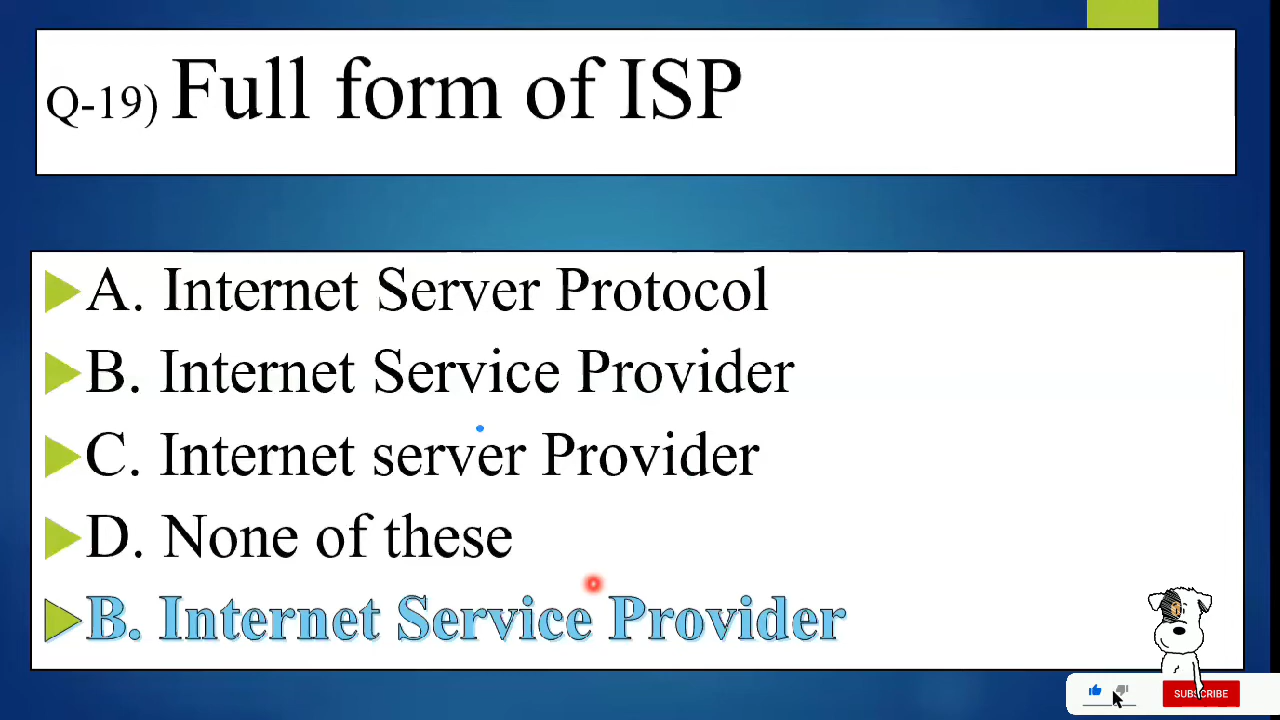 Q-19) Full form of ISP
A. Internet Server Protocol
B. Internet Service Provider
C. Internet server Provider
D. None of these
B. Internet Service Provider
SUBSCRIBE